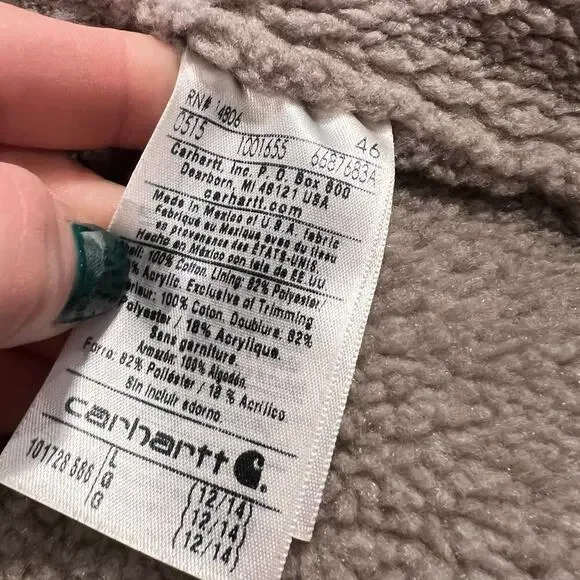 RN# 14806 46
0515 1001655 6687683A
Carhartt, Inc. P.O. Box 600
Dearborn, MI 48121 USA
carhartt.com
Made in Mexico of U.S.A. fabric
Fabriqué au Mexique avec du tissu
en provenance des ÉTATS-UNIS.
Hecho en México con tela de EE UU
100% Cotton. Lining: 82% Polyester
% Acrylic. Exclusive of Trimming
100% Coton. Doublure: 82%
Polyester / 18% Acrylique.
Sans garniture.
Armazón: 100% Algodón.
Forro: 82% Poliéster / 18 % Acrílico
Sin incluir adorno.
carhartt
101728 586 L (12/14)
G (12/14)
G (12/14)